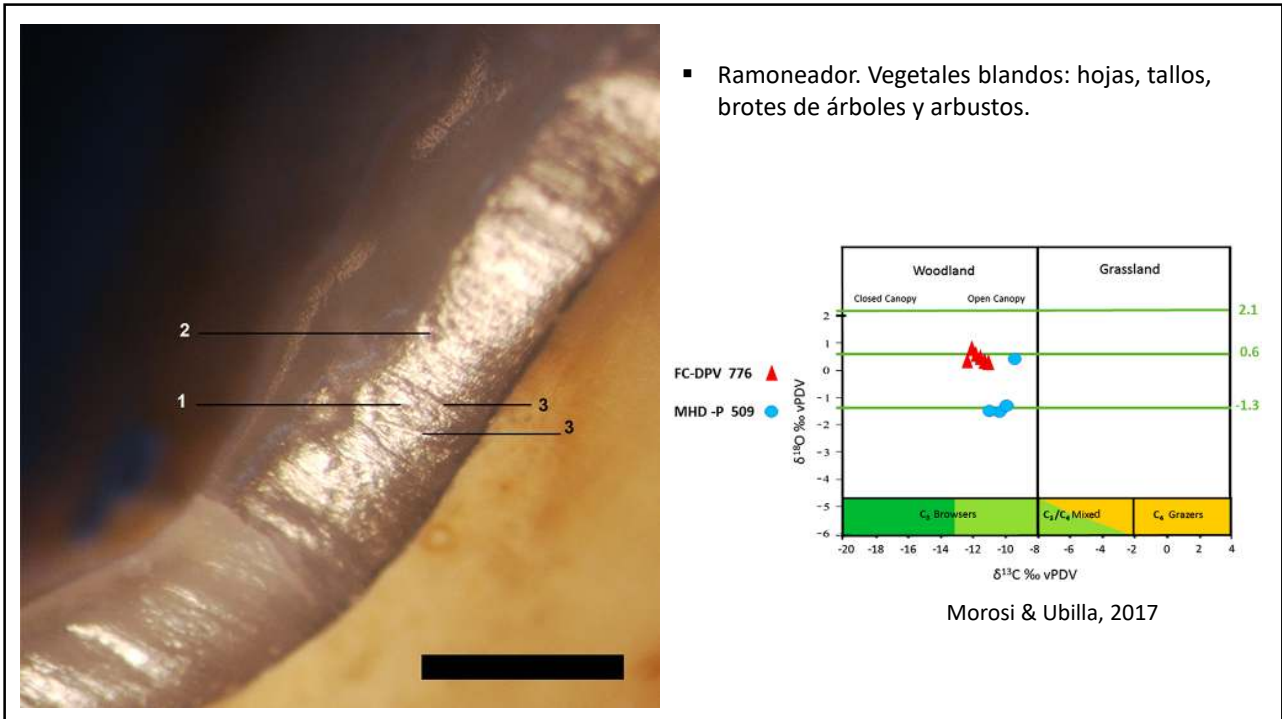 ▪ Ramoneador. Vegetales blandos: hojas, tallos,
brotes de árboles y arbustos.
2
1
3
3
FC-DPV 776
MHD -P 509
Woodland
Grassland
Closed Canopy
Open Canopy
2.1
0.6
-1.3
δ¹⁸O ‰ vPDV
2
1
0
-1
-2
-3
-4
-5
-6
C₃ Browsers
C₃/C₄ Mixed
C₄ Grazers
-20 -18 -16 -14 -12 -10 -8 -6 -4 -2 0 2 4
δ¹³C ‰ vPDV
Morosi & Ubilla, 2017